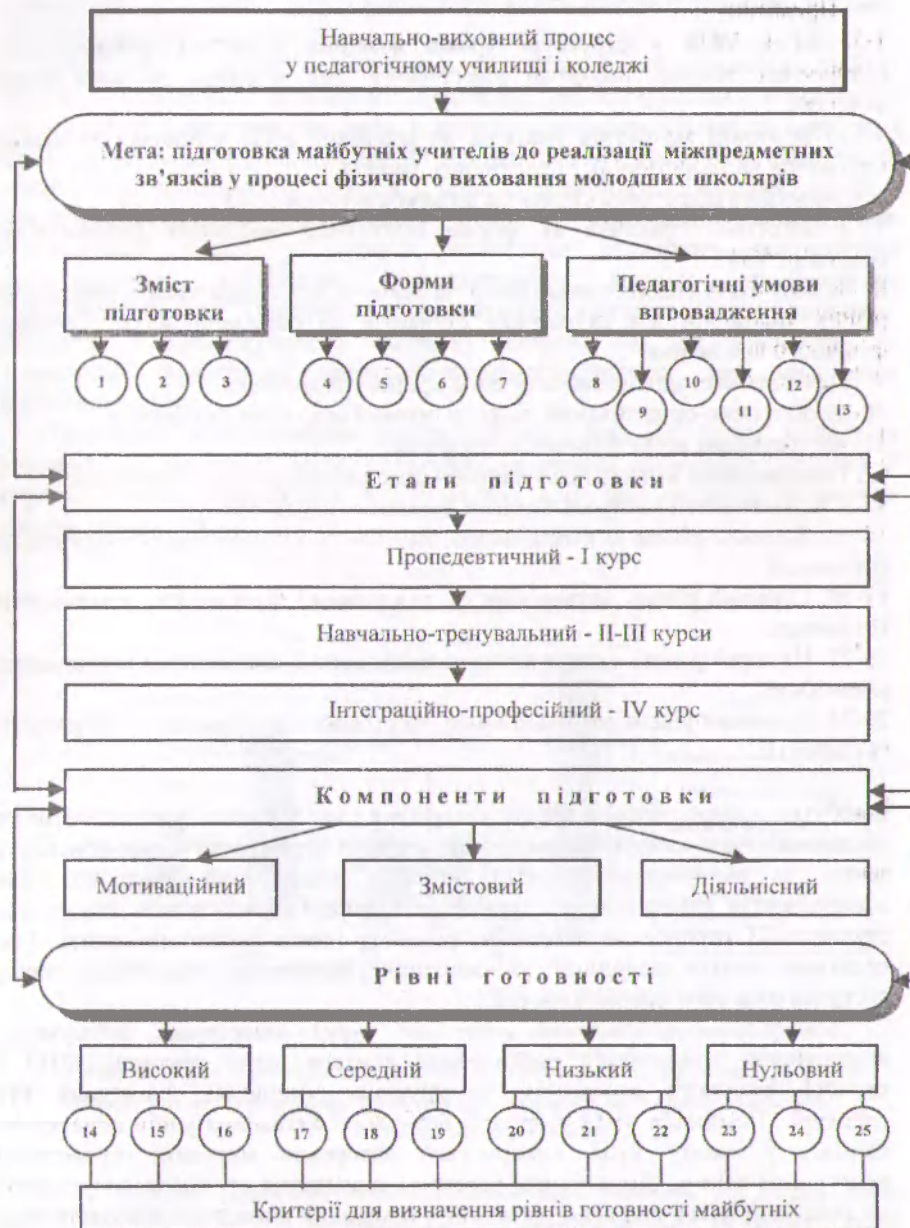 Навчально-виховний процес
у педагогічному училищі і коледжі
Мета: підготовка майбутніх учителів до реалізації міжпредметних
зв’язків у процесі фізичного виховання молодших школярів
Зміст
підготовки
Форми
підготовки
Педагогічні умови
впровадження
1 2 3 4 5 6 7 8 9 10 11 12 13
Етапи підготовки
Пропедевтичний - І курс
Навчально-тренувальний - ІІ-ІІІ курси
Інтеграційно-професійний - IV курс
Компоненти підготовки
Мотиваційний
Змістовий
Діяльнісний
Рівні готовності
Високий
Середній
Низький
Нульовий
14 15 16 17 18 19 20 21 22 23 24 25
Критерії для визначення рівнів готовності майбутніх